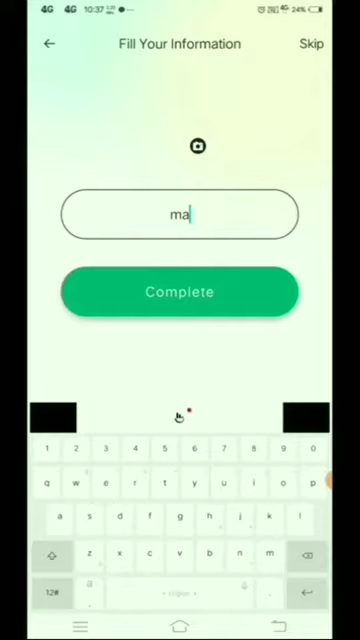 4G 4G 10:37
24%
Fill Your Information
Skip
ma
Complete
1 2 3 4 5 6 7 8 9 0
q w e r t y u i o p
a s d f g h j k l
z x c v b n m
12# a . English .